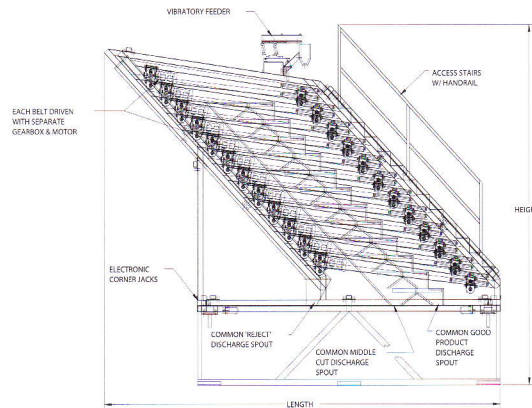 VIBRATORY FEEDER
ACCESS STAIRS
W/ HANDRAIL
EACH BELT DRIVEN
WITH SEPARATE
GEARBOX & MOTOR
HEIGH
ELECTRONIC
CORNER JACKS
COMMON 'REJECT'
DISCHARGE SPOUT
COMMON MIDDLE
CUT DISCHARGE
SPOUT
COMMON GOOD
PRODUCT
DISCHARGE
SPOUT
LENGTH